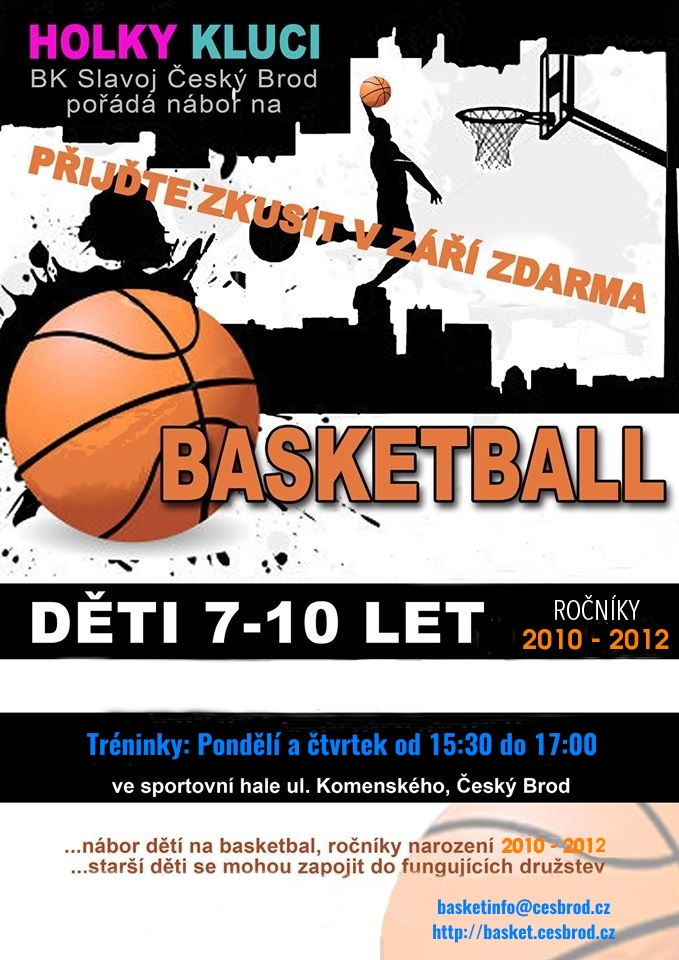 HOLKY KLUCI
BK Slavoj Český Brod
pořádá nábor na
PŘIJĎTE ZKUSIT V ZÁŘÍ ZDARMA
BASKETBALL
DĚTI 7-10 LET
ROČNÍKY
2010 - 2012
Tréninky: Pondělí a čtvrtek od 15:30 do 17:00
ve sportovní hale ul. Komenského, Český Brod
...nábor dětí na basketbal, ročníky narození 2010 - 2012
...starší děti se mohou zapojit do fungujících družstev
basketinfo@cesbrod.cz
http://basket.cesbrod.cz